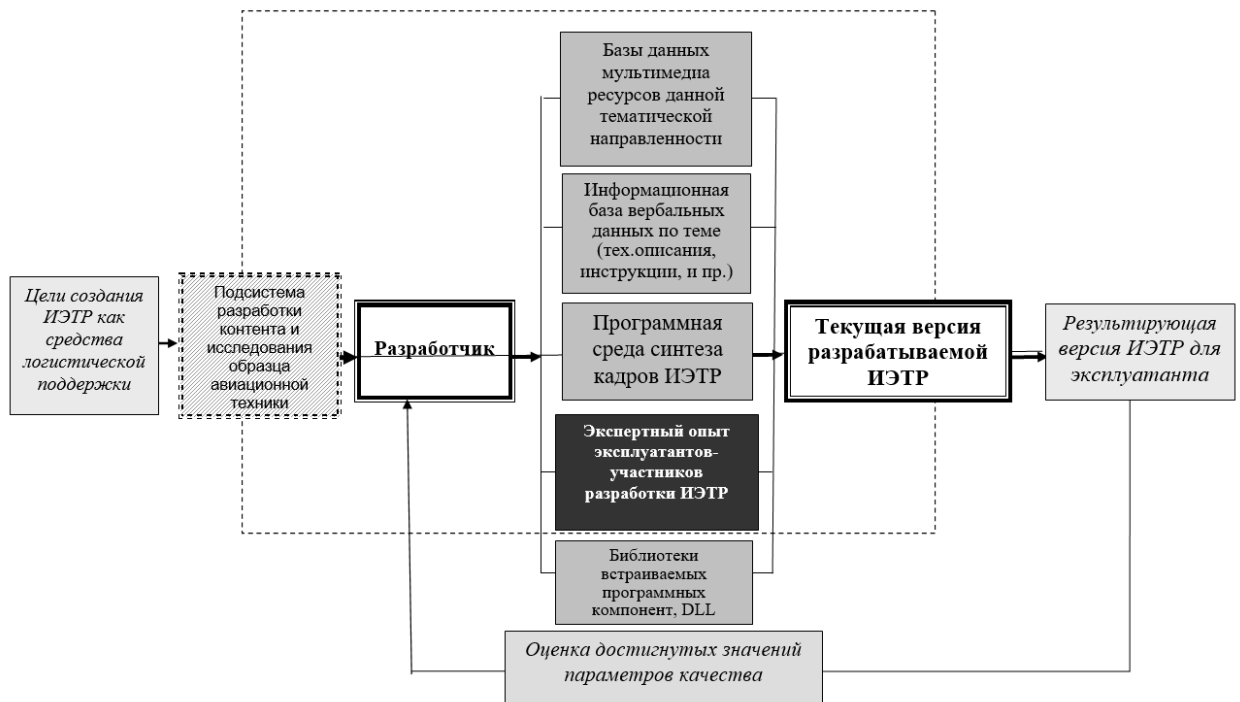 Базы данных
мультимедиа
ресурсов данной
тематической
направленности
Информационная
база вербальных
данных по теме
(тех.описания,
инструкции, и пр.)
Цели создания
ИЭТР как
средства
логистической
поддержки
Подсистема
разработки
контента и
исследования
образца
авиационной
техники
Разработчик
Программная
среда синтеза
кадров ИЭТР
Текущая версия
разрабатываемой
ИЭТР
Результирующая
версия ИЭТР для
эксплуатанта
Экспертный опыт
эксплуатантов-
участников
разработки ИЭТР
Библиотеки
встраиваемых
программных
компонент, DLL
Оценка достигнутых значений
параметров качества